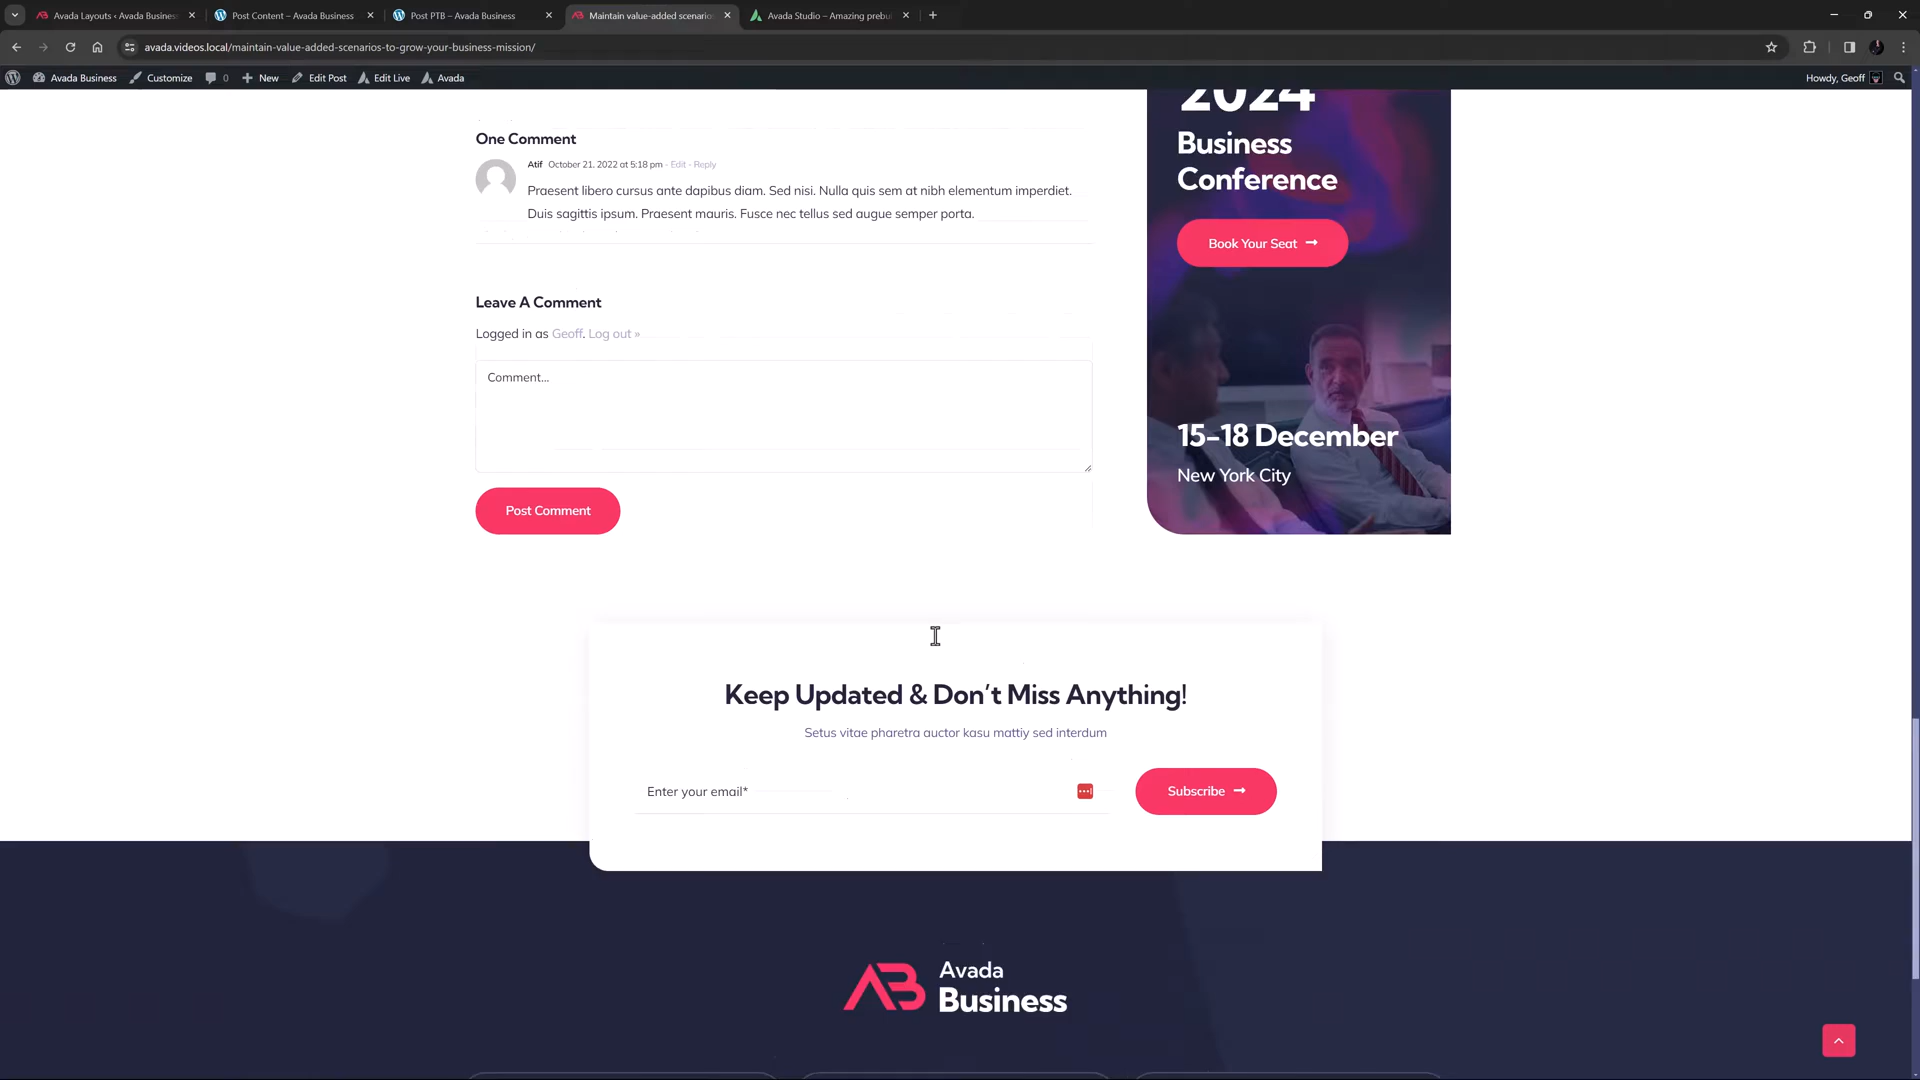 Avada Layouts ‹ Avada Business
Post Content – Avada Business
Post PTB – Avada Business
Maintain value-added scenarios
Avada Studio – Amazing prebui
avada.videos.local/maintain-value-added-scenarios-to-grow-your-business-mission/
Avada Business
Customize
0
New
Edit Post
Edit Live
Avada
Howdy, Geoff
2024
Business
Conference
Book Your Seat
15-18 December
New York City
One Comment
Atif October 21, 2022 at 5:18 pm - Edit - Reply
Praesent libero cursus ante dapibus diam. Sed nisi. Nulla quis sem at nibh elementum imperdiet.
Duis sagittis ipsum. Praesent mauris. Fusce nec tellus sed augue semper porta.
Leave A Comment
Logged in as Geoff. Log out »
Comment...
Post Comment
Keep Updated & Don't Miss Anything!
Setus vitae pharetra auctor kasu mattiy sed interdum
Enter your email*
Subscribe
AB
Avada
Business